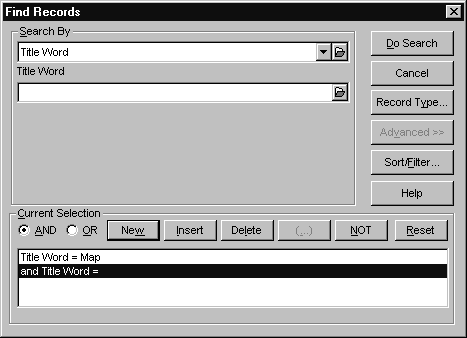 Find Records
Search By
Title Word
Title Word
Do Search
Cancel
Record Type...
Advanced >>
Sort/Filter...
Help
Current Selection
AND OR New Insert Delete (...) NOT Reset
Title Word = Map
and Title Word =